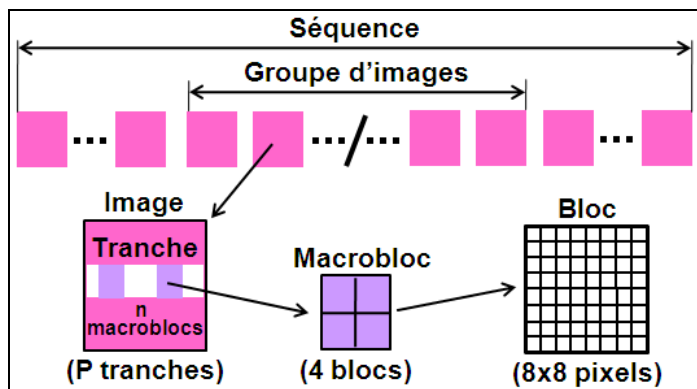 Séquence
Groupe d'images
... .../... ...
Image
Tranche
n
macroblocs
(P tranches)
Macrobloc
(4 blocs)
Bloc
(8x8 pixels)